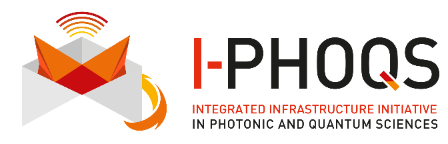 I-PHOQS
INTEGRATED INFRASTRUCTURE INITIATIVE
IN PHOTONIC AND QUANTUM SCIENCES